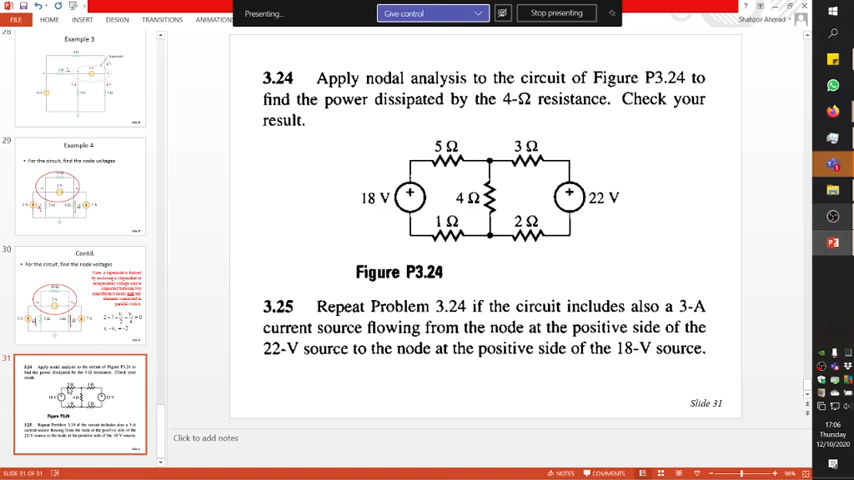 Presenting...
Give control
Stop presenting
Shahzor Ahmad
FILE
HOME
INSERT
DESIGN
TRANSITIONS
ANIMATION
28
Example 3
29
Example 4
• For the circuit, find the node voltages
30
Contd.
• For the circuit, find the node voltages
31
3.24 Apply nodal analysis to the circuit of Figure P3.24 to
find the power dissipated by the 4-Ω resistance. Check your
result.
5 Ω
3 Ω
18 V
4 Ω
22 V
1 Ω
2 Ω
Figure P3.24
3.25 Repeat Problem 3.24 if the circuit includes also a 3-A
current source flowing from the node at the positive side of the
22-V source to the node at the positive side of the 18-V source.
Slide 31
Click to add notes
SLIDE 31 OF 31
NOTES
COMMENTS
96%
17:06
Thursday
12/10/2020